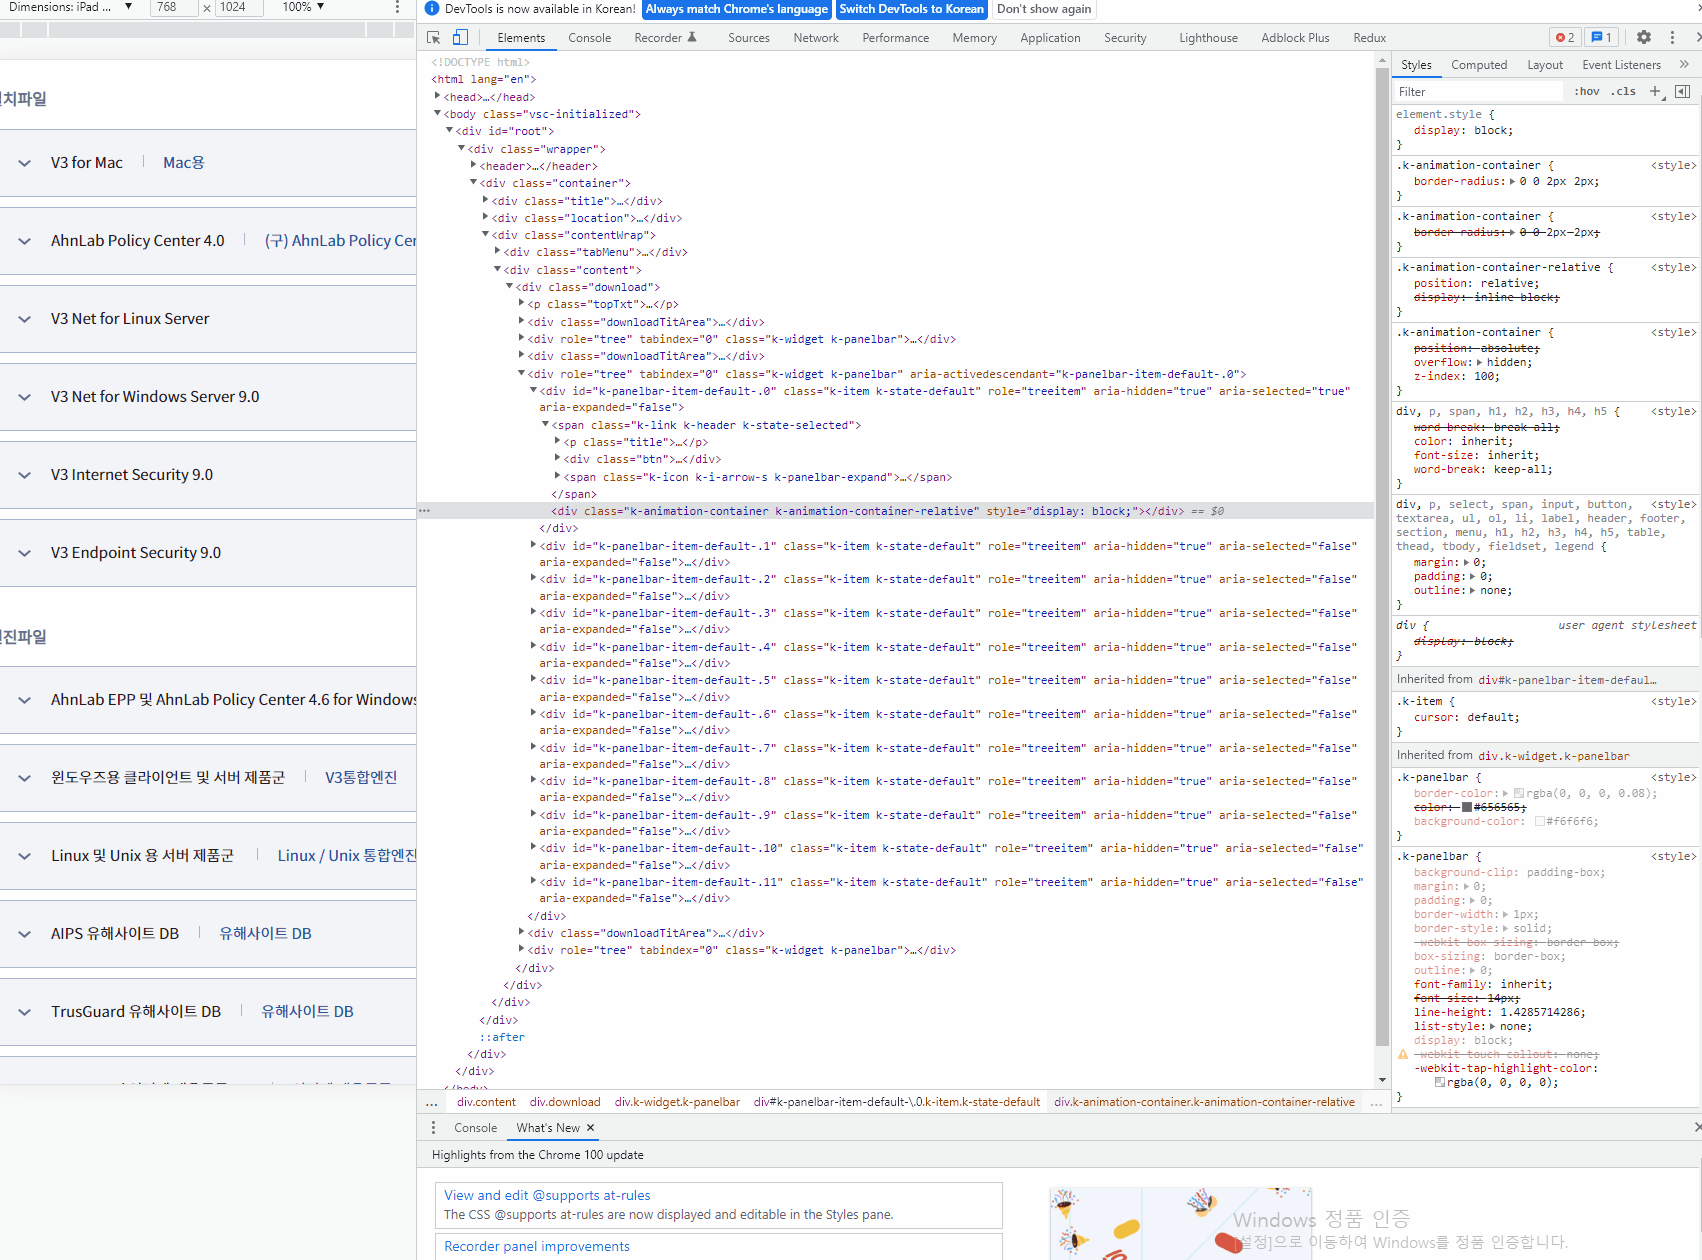 Dimensions: iPad ... ▼ 768 × 1024 100% ▼
치파일
V3 for Mac Mac용
AhnLab Policy Center 4.0 (구) AhnLab Policy Cer
V3 Net for Linux Server
V3 Net for Windows Server 9.0
V3 Internet Security 9.0
V3 Endpoint Security 9.0
진파일
AhnLab EPP 및 AhnLab Policy Center 4.6 for Windows
윈도우즈용 클라이언트 및 서버 제품군 V3통합엔진
Linux 및 Unix 용 서버 제품군 Linux / Unix 통합엔진
AIPS 유해사이트 DB 유해사이트 DB
TrusGuard 유해사이트 DB 유해사이트 DB
DevTools is now available in Korean! Always match Chrome's language Switch DevTools to Korean Don't show again
Elements Console Recorder Sources Network Performance Memory Application Security Lighthouse Adblock Plus Redux 2 1
<!DOCTYPE html>
<html lang="en">
<head>…</head>
<body class="vsc-initialized">
<div id="root">
<div class="wrapper">
<header>…</header>
<div class="container">
<div class="title">…</div>
<div class="location">…</div>
<div class="contentWrap">
<div class="tabMenu">…</div>
<div class="content">
<div class="download">
<p class="topTxt">…</p>
<div class="downloadTitArea">…</div>
<div role="tree" tabindex="0" class="k-widget k-panelbar">…</div>
<div class="downloadTitArea">…</div>
<div role="tree" tabindex="0" class="k-widget k-panelbar" aria-activedescendant="k-panelbar-item-default-.0">
<div id="k-panelbar-item-default-.0" class="k-item k-state-default" role="treeitem" aria-hidden="true" aria-selected="true"
aria-expanded="false">
<span class="k-link k-header k-state-selected">
<p class="title">…</p>
<div class="btn">…</div>
<span class="k-icon k-i-arrow-s k-panelbar-expand">…</span>
</span>
<div class="k-animation-container k-animation-container-relative" style="display: block;"></div> == $0
</div>
<div id="k-panelbar-item-default-.1" class="k-item k-state-default" role="treeitem" aria-hidden="true" aria-selected="false"
aria-expanded="false">…</div>
<div id="k-panelbar-item-default-.2" class="k-item k-state-default" role="treeitem" aria-hidden="true" aria-selected="false"
aria-expanded="false">…</div>
<div id="k-panelbar-item-default-.3" class="k-item k-state-default" role="treeitem" aria-hidden="true" aria-selected="false"
aria-expanded="false">…</div>
<div id="k-panelbar-item-default-.4" class="k-item k-state-default" role="treeitem" aria-hidden="true" aria-selected="false"
aria-expanded="false">…</div>
<div id="k-panelbar-item-default-.5" class="k-item k-state-default" role="treeitem" aria-hidden="true" aria-selected="false"
aria-expanded="false">…</div>
<div id="k-panelbar-item-default-.6" class="k-item k-state-default" role="treeitem" aria-hidden="true" aria-selected="false"
aria-expanded="false">…</div>
<div id="k-panelbar-item-default-.7" class="k-item k-state-default" role="treeitem" aria-hidden="true" aria-selected="false"
aria-expanded="false">…</div>
<div id="k-panelbar-item-default-.8" class="k-item k-state-default" role="treeitem" aria-hidden="true" aria-selected="false"
aria-expanded="false">…</div>
<div id="k-panelbar-item-default-.9" class="k-item k-state-default" role="treeitem" aria-hidden="true" aria-selected="false"
aria-expanded="false">…</div>
<div id="k-panelbar-item-default-.10" class="k-item k-state-default" role="treeitem" aria-hidden="true" aria-selected="false"
aria-expanded="false">…</div>
<div id="k-panelbar-item-default-.11" class="k-item k-state-default" role="treeitem" aria-hidden="true" aria-selected="false"
aria-expanded="false">…</div>
</div>
<div class="downloadTitArea">…</div>
<div role="tree" tabindex="0" class="k-widget k-panelbar">…</div>
</div>
</div>
</div>
</div>
::after
</div>
</div>
</body>
... div.content div.download div.k-widget.k-panelbar div#k-panelbar-item-default-\.0.k-item.k-state-default div.k-animation-container.k-animation-container-relative ...
Styles Computed Layout Event Listeners »
Filter :hov .cls +
element.style {
display: block;
}
.k-animation-container { <style>
border-radius: 0 0 2px 2px;
}
.k-animation-container { <style>
border-radius: 0 0 2px 2px;
}
.k-animation-container-relative { <style>
position: relative;
display: inline-block;
}
.k-animation-container { <style>
position: absolute;
overflow: hidden;
z-index: 100;
}
div, p, span, h1, h2, h3, h4, h5 { <style>
word-break: break-all;
color: inherit;
font-size: inherit;
word-break: keep-all;
}
div, p, select, span, input, button, <style>
textarea, ul, ol, li, label, header, footer,
section, menu, h1, h2, h3, h4, h5, table,
thead, tbody, fieldset, legend {
margin: 0;
padding: 0;
outline: none;
}
div { user agent stylesheet
display: block;
}
Inherited from div#k-panelbar-item-defaul…
.k-item { <style>
cursor: default;
}
Inherited from div.k-widget.k-panelbar
.k-panelbar { <style>
border-color: rgba(0, 0, 0, 0.08);
color: #656565;
background-color: #f6f6f6;
}
.k-panelbar { <style>
background-clip: padding-box;
margin: 0;
padding: 0;
border-width: 1px;
border-style: solid;
-webkit-box-sizing: border-box;
box-sizing: border-box;
outline: 0;
font-family: inherit;
font-size: 14px;
line-height: 1.4285714286;
list-style: none;
display: block;
-webkit-touch-callout: none;
-webkit-tap-highlight-color:
rgba(0, 0, 0, 0);
}
Console What's New ×
Highlights from the Chrome 100 update
View and edit @supports at-rules
The CSS @supports at-rules are now displayed and editable in the Styles pane.
Recorder panel improvements
Windows 정품 인증
[설정]으로 이동하여 Windows를 정품 인증합니다.